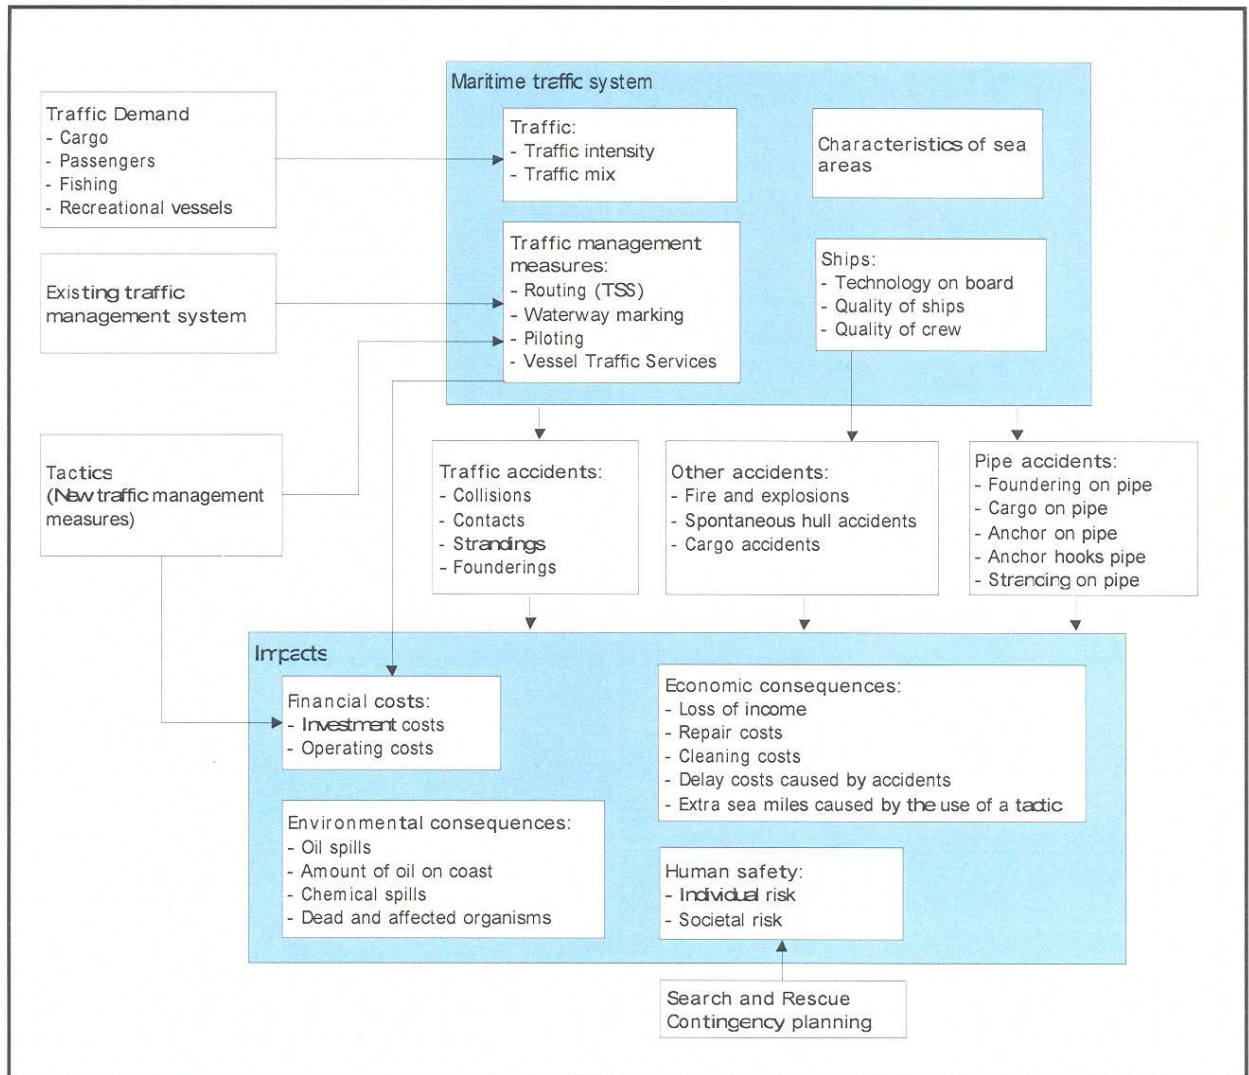 Maritime traffic system
Traffic Demand
- Cargo
- Passengers
- Fishing
- Recreational vessels
Traffic:
- Traffic intensity
- Traffic mix
Characteristics of sea
areas
Existing traffic
management system
Traffic management
measures:
- Routing (TSS)
- Waterway marking
- Piloting
- Vessel Traffic Services
Ships:
- Technology on board
- Quality of ships
- Quality of crew
Tactics
(New traffic management
measures)
Traffic accidents:
- Collisions
- Contacts
- Strandings
- Founderings
Other accidents:
- Fire and explosions
- Spontaneous hull accidents
- Cargo accidents
Pipe accidents:
- Foundering on pipe
- Cargo on pipe
- Anchor on pipe
- Anchor hooks pipe
- Stranding on pipe
Impacts
Financial costs:
- Investment costs
- Operating costs
Economic consequences:
- Loss of income
- Repair costs
- Cleaning costs
- Delay costs caused by accidents
- Extra sea miles caused by the use of a tactic
Environmental consequences:
- Oil spills
- Amount of oil on coast
- Chemical spills
- Dead and affected organisms
Human safety:
- Individual risk
- Societal risk
Search and Rescue
Contingency planning